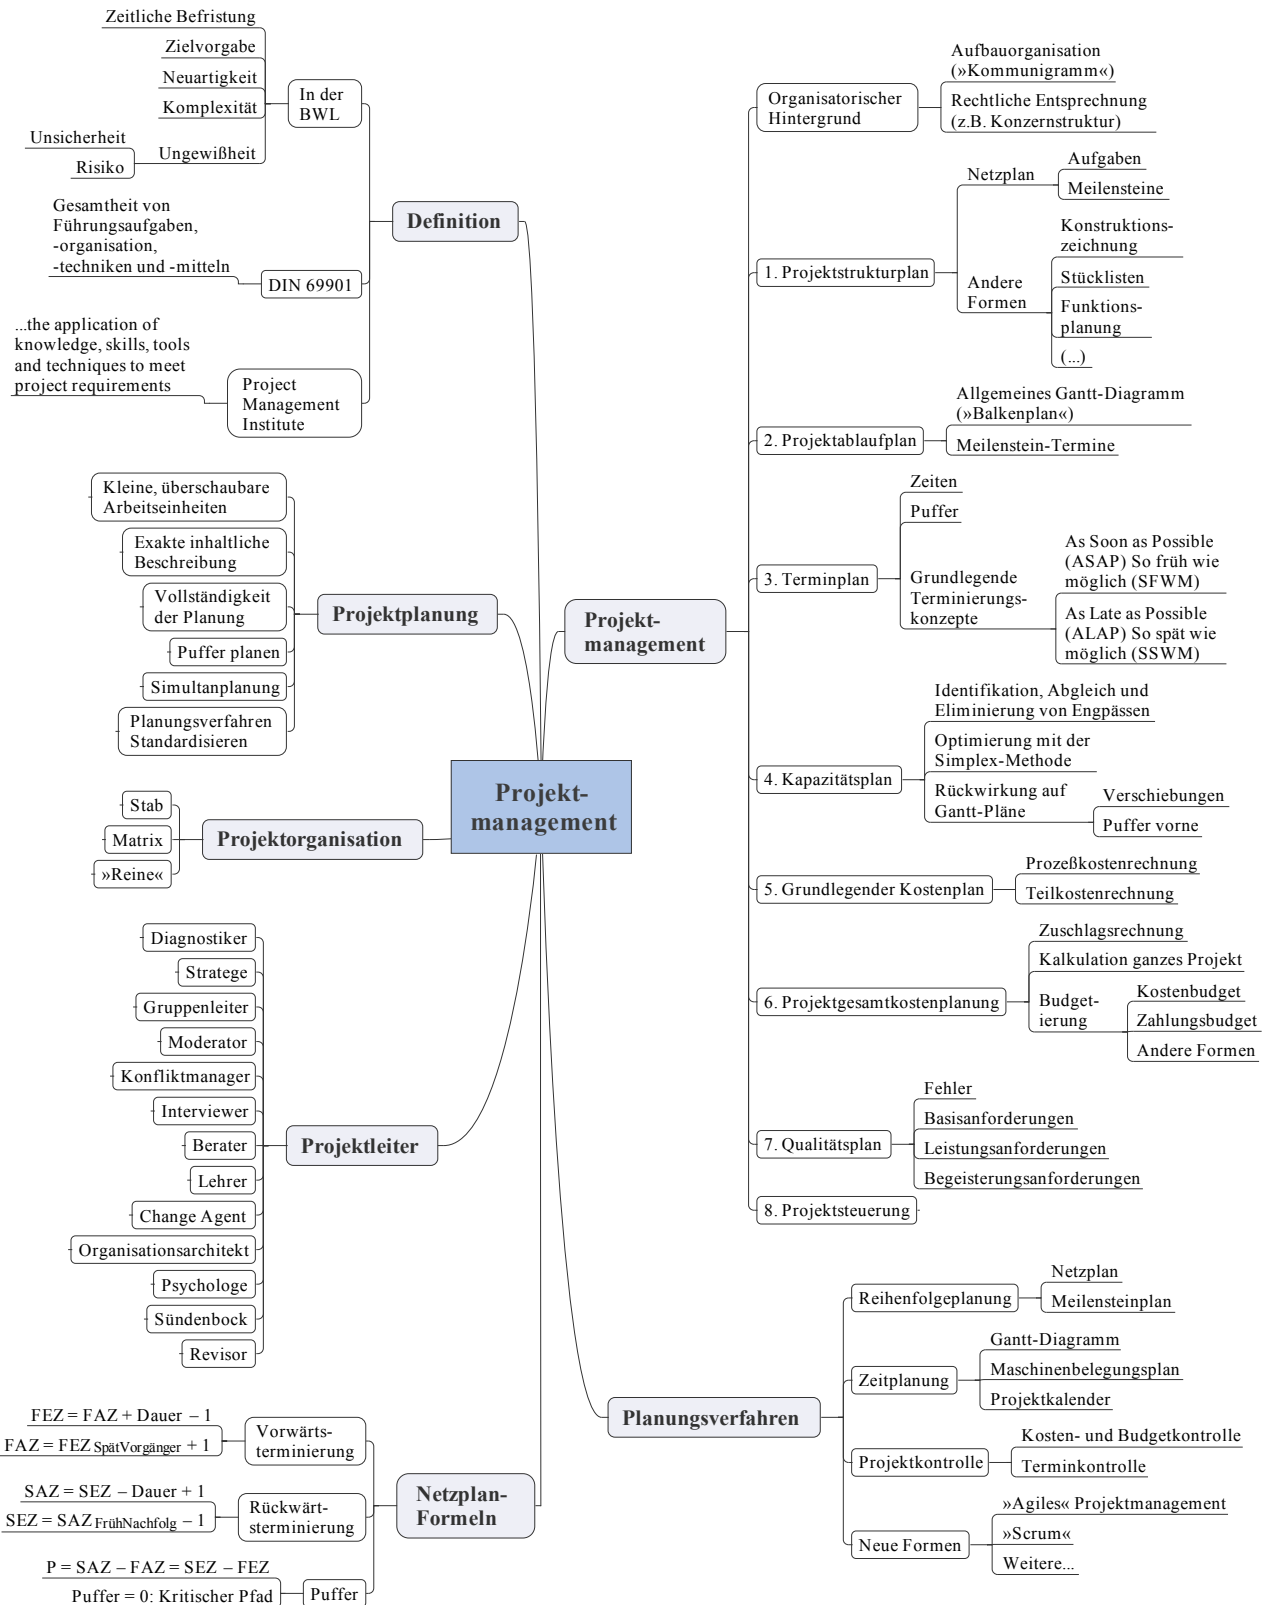 Projekt-
management
Definition
In der
BWL
Zeitliche Befristung
Zielvorgabe
Neuartigkeit
Komplexität
Ungewißheit
Unsicherheit
Risiko
DIN 69901
Gesamtheit von
Führungsaufgaben,
-organisation,
-techniken und -mitteln
Project
Management
Institute
...the application of
knowledge, skills, tools
and techniques to meet
project requirements
Projektplanung
Kleine, überschaubare
Arbeitseinheiten
Exakte inhaltliche
Beschreibung
Vollständigkeit
der Planung
Puffer planen
Simultanplanung
Planungsverfahren
Standardisieren
Projektorganisation
Stab
Matrix
»Reine«
Projektleiter
Diagnostiker
Stratege
Gruppenleiter
Moderator
Konfliktmanager
Interviewer
Berater
Lehrer
Change Agent
Organisationsarchitekt
Psychologe
Sündenbock
Revisor
Netzplan-
Formeln
Vorwärts-
terminierung
FEZ = FAZ + Dauer – 1
FAZ = FEZ SpätVorgänger + 1
Rückwärt-
sterminierung
SAZ = SEZ – Dauer + 1
SEZ = SAZ FrühNachfolg – 1
Puffer
P = SAZ – FAZ = SEZ – FEZ
Puffer = 0: Kritischer Pfad
Projekt-
management
Organisatorischer
Hintergrund
Aufbauorganisation
(»Kommunigramm«)
Rechtliche Entsprechnung
(z.B. Konzernstruktur)
1. Projektstrukturplan
Netzplan
Aufgaben
Meilensteine
Andere
Formen
Konstruktions-
zeichnung
Stücklisten
Funktions-
planung
(...)
2. Projektablaufplan
Allgemeines Gantt-Diagramm
(»Balkenplan«)
Meilenstein-Termine
3. Terminplan
Zeiten
Puffer
Grundlegende
Terminierungs-
konzepte
As Soon as Possible
(ASAP) So früh wie
möglich (SFWM)
As Late as Possible
(ALAP) So spät wie
möglich (SSWM)
4. Kapazitätsplan
Identifikation, Abgleich und
Eliminierung von Engpässen
Optimierung mit der
Simplex-Methode
Rückwirkung auf
Gantt-Pläne
Verschiebungen
Puffer vorne
5. Grundlegender Kostenplan
Prozeßkostenrechnung
Teilkostenrechnung
6. Projektgesamtkostenplanung
Zuschlagsrechnung
Kalkulation ganzes Projekt
Budget-
ierung
Kostenbudget
Zahlungsbudget
Andere Formen
7. Qualitätsplan
Fehler
Basisanforderungen
Leistungsanforderungen
Begeisterungsanforderungen
8. Projektsteuerung
Planungsverfahren
Reihenfolgeplanung
Netzplan
Meilensteinplan
Zeitplanung
Gantt-Diagramm
Maschinenbelegungsplan
Projektkalender
Projektkontrolle
Kosten- und Budgetkontrolle
Terminkontrolle
Neue Formen
»Agiles« Projektmanagement
»Scrum«
Weitere...